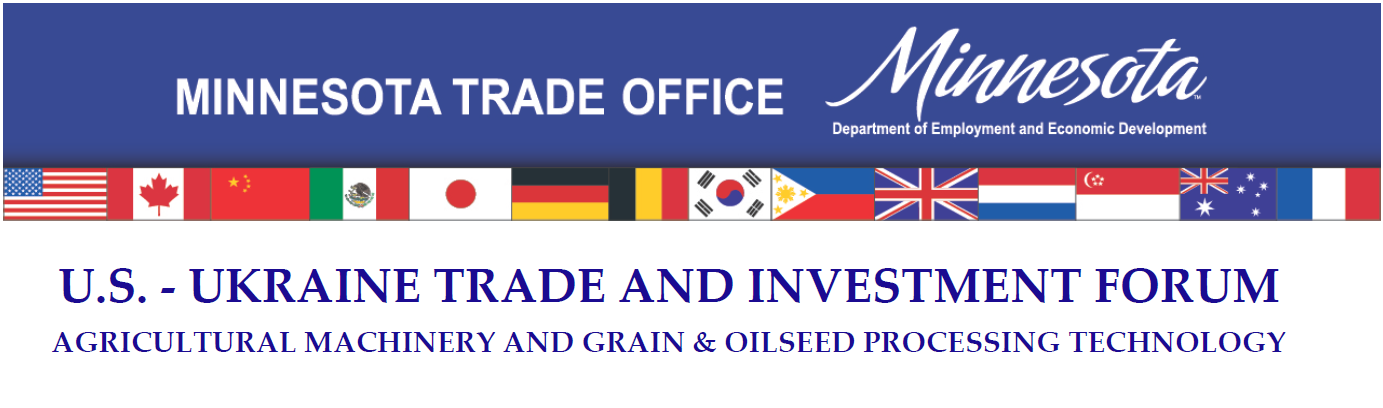 MINNESOTA TRADE OFFICE
Minnesota™
Department of Employment and Economic Development
U.S. - UKRAINE TRADE AND INVESTMENT FORUM
AGRICULTURAL MACHINERY AND GRAIN & OILSEED PROCESSING TECHNOLOGY